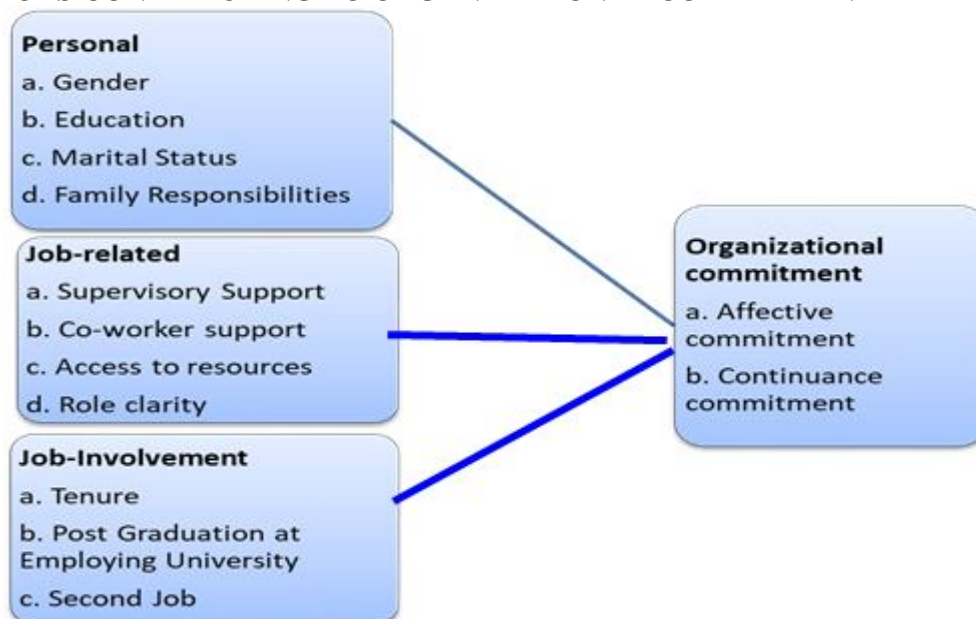 Personal
a. Gender
b. Education
c. Marital Status
d. Family Responsibilities
Job-related
a. Supervisory Support
b. Co-worker support
c. Access to resources
d. Role clarity
Job-Involvement
a. Tenure
b. Post Graduation at
Employing University
c. Second Job
Organizational
commitment
a. Affective
commitment
b. Continuance
commitment